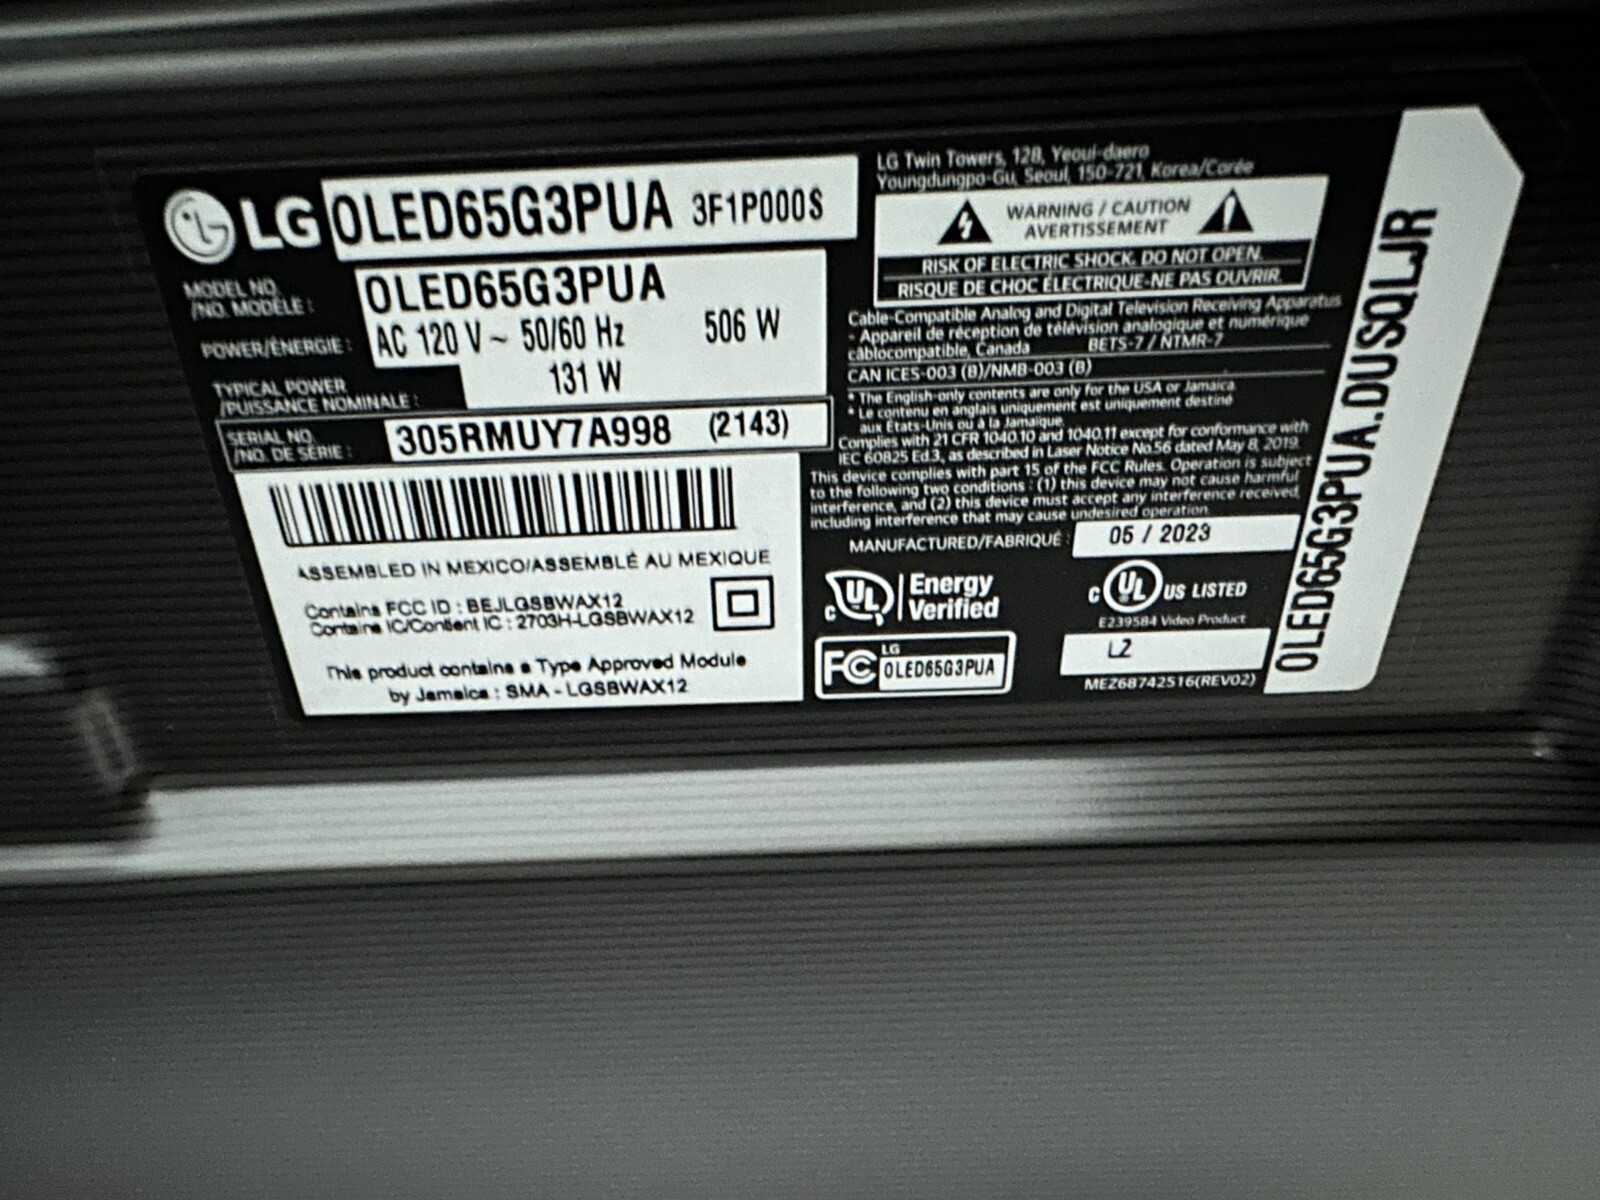 LG OLED65G3PUA 3F1P000S
MODEL NO.
/NO. MODÈLE :
OLED65G3PUA
POWER/ÉNERGIE :
AC 120 V ~ 50/60 Hz 506 W
TYPICAL POWER
/PUISSANCE NOMINALE :
131 W
SERIAL NO.
/NO. DE SÉRIE :
305RMUY7A998 (2143)
ASSEMBLED IN MEXICO/ASSEMBLÉ AU MEXIQUE
Contains FCC ID : BEJLGSBWAX12
Contains IC/Contient IC : 2703H-LGSBWAX12
This product contains a Type Approved Module
by Jamaica : SMA - LGSBWAX12
LG Twin Towers, 128, Yeoui-daero
Youngdungpo-Gu, Seoul, 150-721, Korea/Corée
WARNING / CAUTION
AVERTISSEMENT
RISK OF ELECTRIC SHOCK. DO NOT OPEN.
RISQUE DE CHOC ÉLECTRIQUE-NE PAS OUVRIR.
Cable-Compatible Analog and Digital Television Receiving Apparatus
- Appareil de réception de télévision analogique et numérique
câblocompatible, Canada BETS-7 / NTMR-7
CAN ICES-003 (B)/NMB-003 (B)
* The English-only contents are only for the USA or Jamaica.
* Le contenu en anglais uniquement est uniquement destiné
aux États-Unis ou à la Jamaïque.
Complies with 21 CFR 1040.10 and 1040.11 except for conformance with
IEC 60825 Ed.3, as described in Laser Notice No.56 dated May 8, 2019.
This device complies with part 15 of the FCC Rules. Operation is subject
to the following two conditions : (1) this device may not cause harmful
interference, and (2) this device must accept any interference received,
including interference that may cause undesired operation.
MANUFACTURED/FABRIQUÉ : 05 / 2023
c UL Energy
Verified
c UL US LISTED
E239584 Video Product
FC LG
OLED65G3PUA
L2
MEZ68742516(REV02)
OLED65G3PUA.DUSQLJR